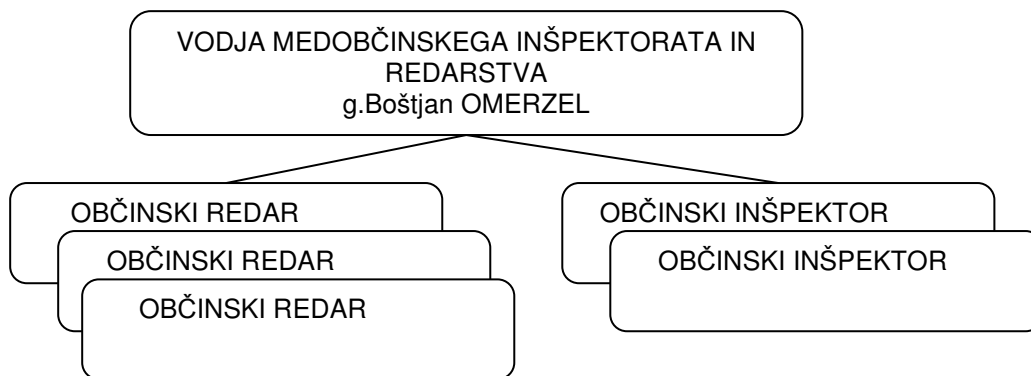 VODJA MEDOBČINSKEGA INŠPEKTORATA IN
REDARSTVA
g.Boštjan OMERZEL
OBČINSKI REDAR
OBČINSKI REDAR
OBČINSKI REDAR
OBČINSKI INŠPEKTOR
OBČINSKI INŠPEKTOR